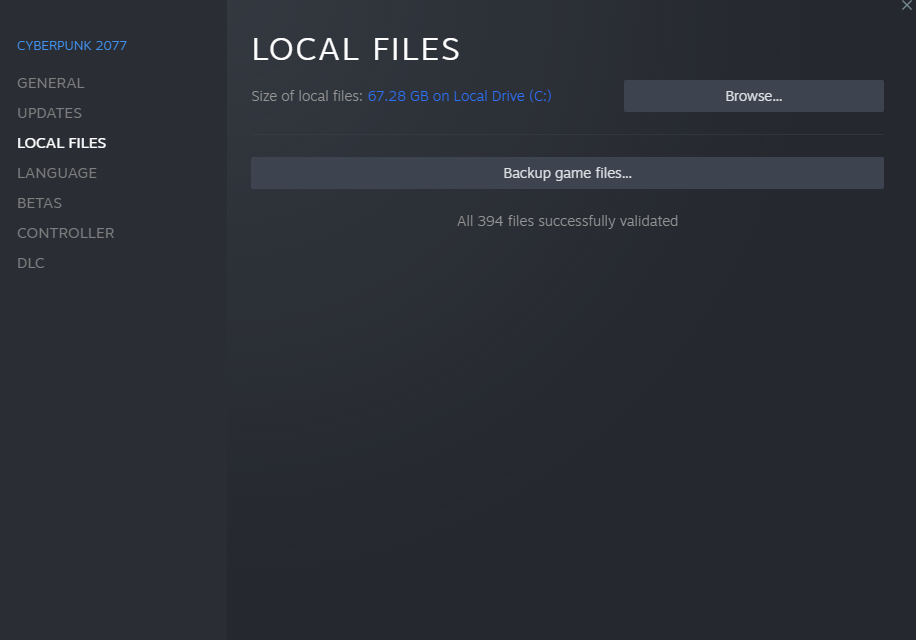 CYBERPUNK 2077
GENERAL
UPDATES
LOCAL FILES
LANGUAGE
BETAS
CONTROLLER
DLC
LOCAL FILES
Size of local files: 67.28 GB on Local Drive (C:)
Browse...
Backup game files...
All 394 files successfully validated